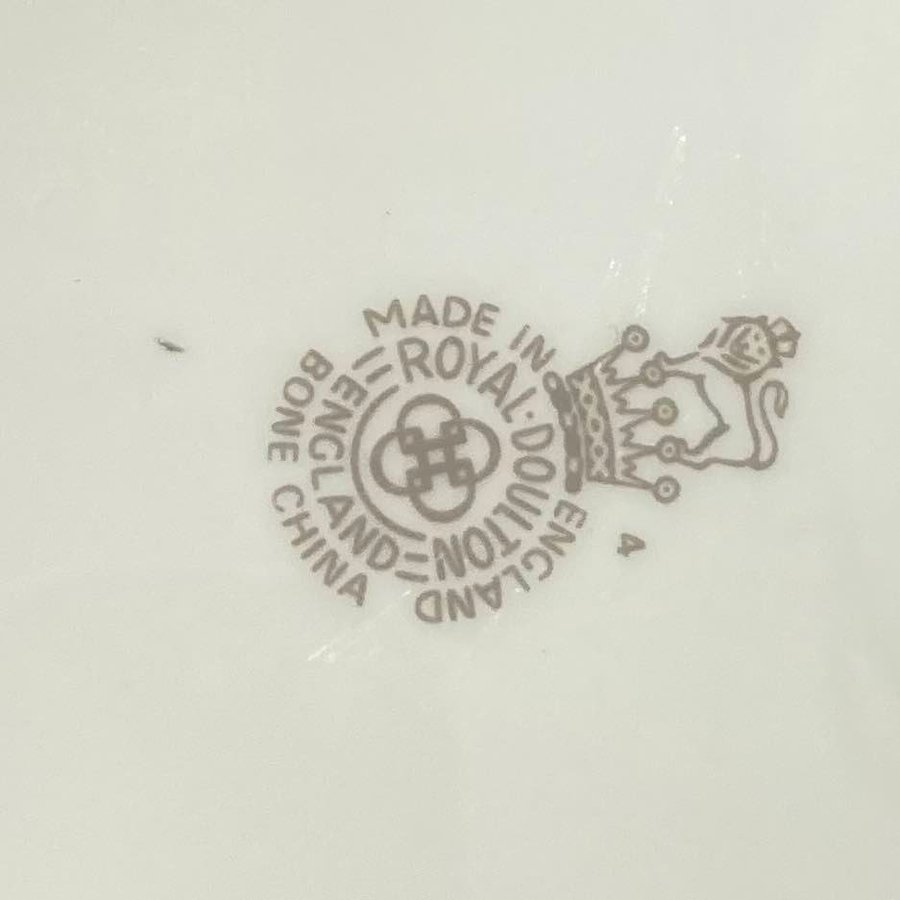 MADE IN ENGLAND
ROYAL·DOULTON
ENGLAND
BONE CHINA
4